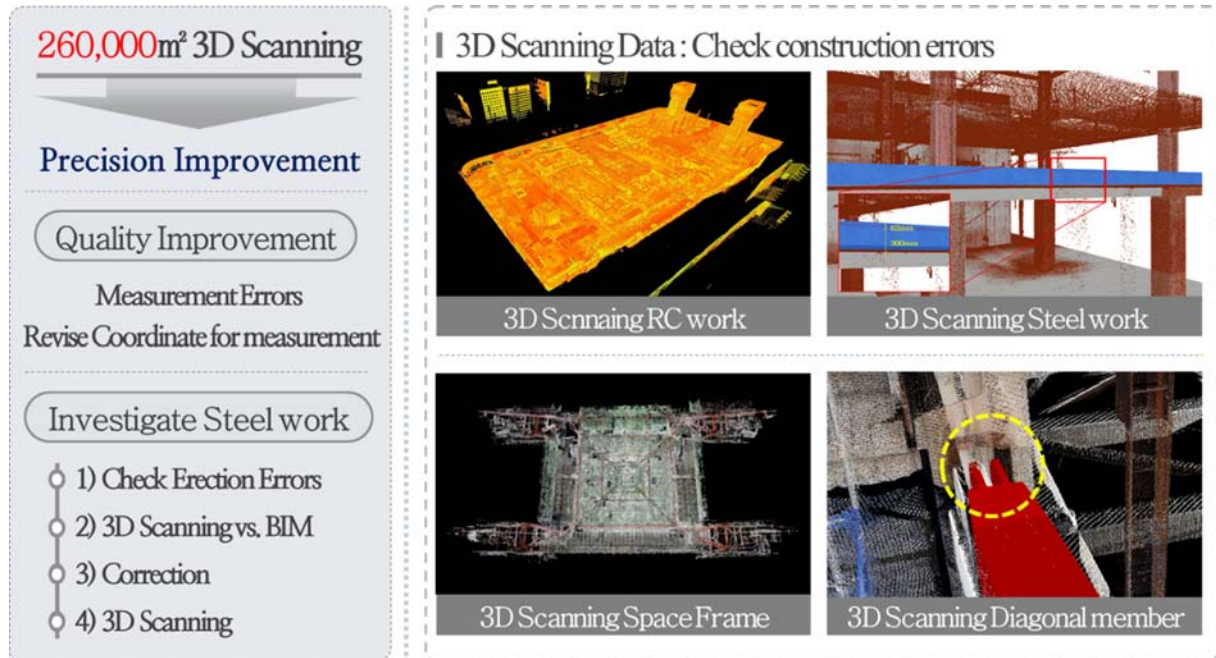 260,000㎡ 3D Scanning
Precision Improvement
Quality Improvement
Measurement Errors
Revise Coordinate for measurement
Investigate Steel work
1) Check Erection Errors
2) 3D Scanning vs. BIM
3) Correction
4) 3D Scanning
3D Scanning Data : Check construction errors
3D Scnnaing RC work
300mm
3D Scanning Steel work
3D Scanning Space Frame
3D Scanning Diagonal member